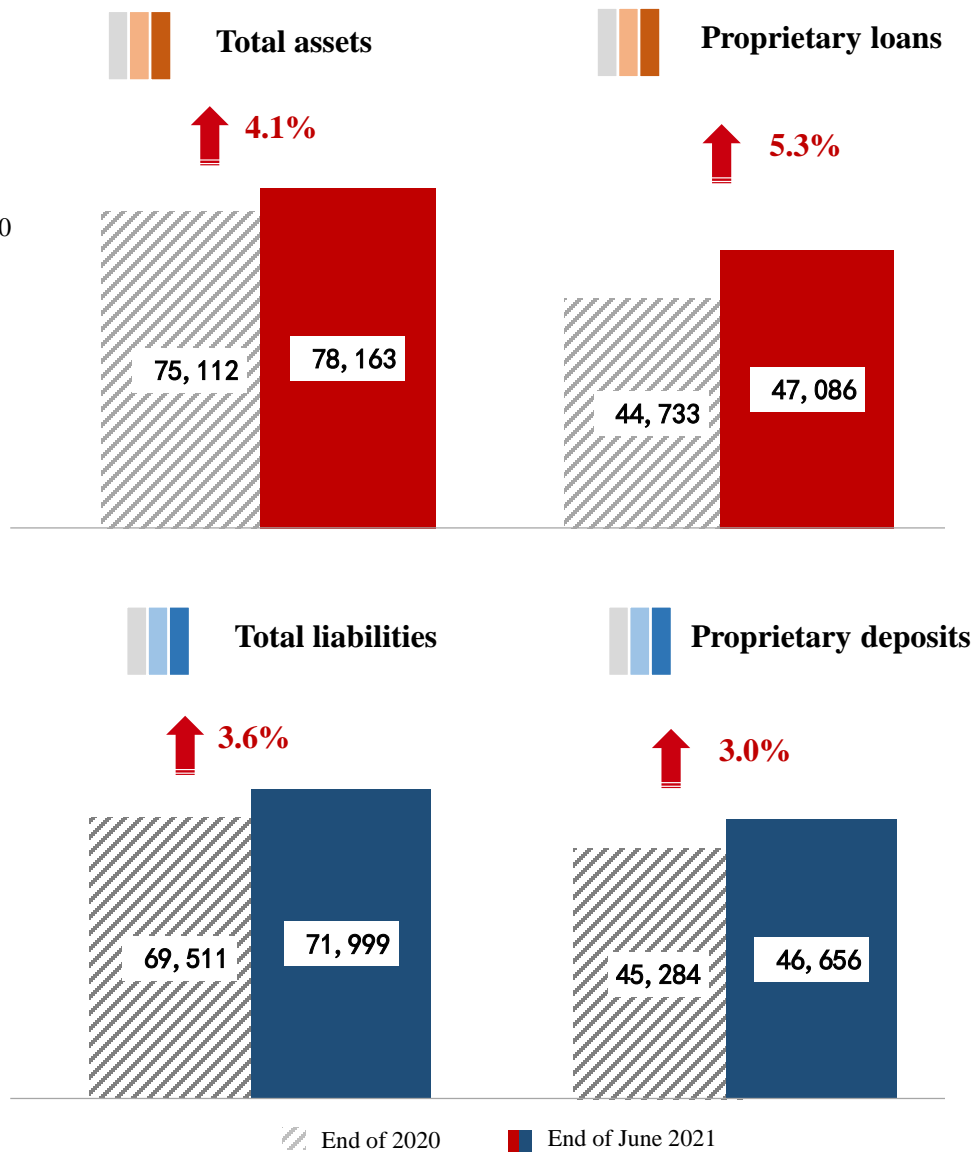 Total assets
Proprietary loans
4.1%
5.3%
0
75,112
78,163
44,733
47,086
Total liabilities
Proprietary deposits
3.6%
3.0%
69,511
71,999
45,284
46,656
End of 2020
End of June 2021